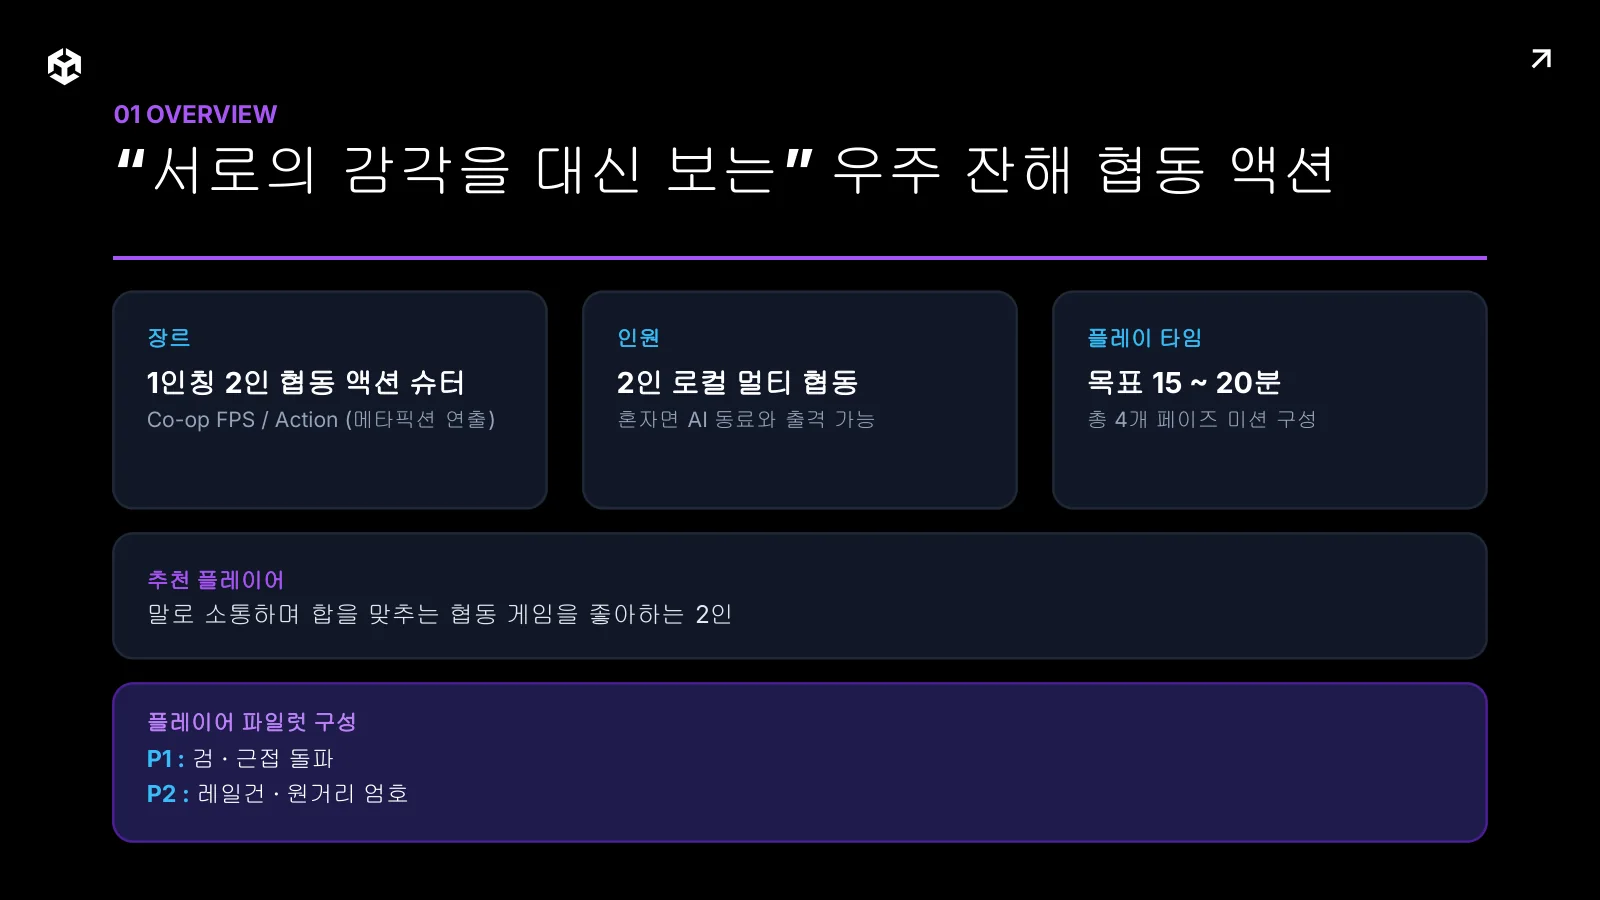 01 OVERVIEW
“서로의 감각을 대신 보는” 우주 잔해 협동 액션
장르
1인칭 2인 협동 액션 슈터
Co-op FPS / Action (메타픽션 연출)
인원
2인 로컬 멀티 협동
혼자면 AI 동료와 출격 가능
플레이 타임
목표 15 ~ 20분
총 4개 페이즈 미션 구성
추천 플레이어
말로 소통하며 합을 맞추는 협동 게임을 좋아하는 2인
플레이어 파일럿 구성
P1 : 검 · 근접 돌파
P2 : 레일건 · 원거리 엄호